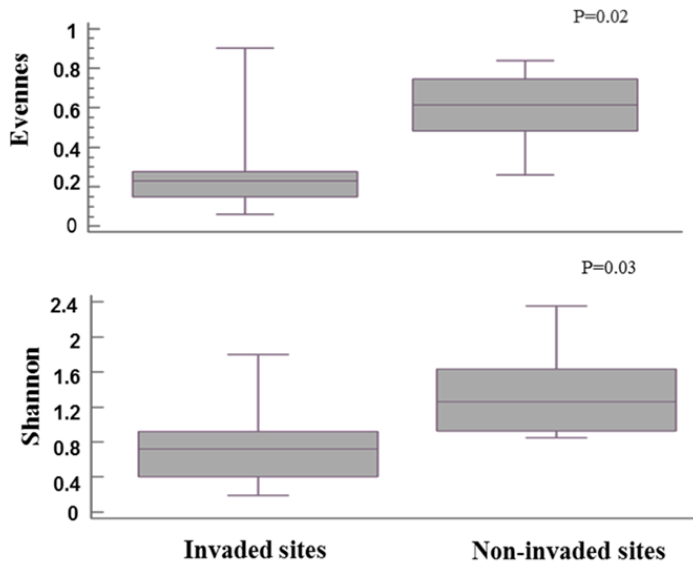 P=0.02
Evennes
1
0.8
0.6
0.4
0.2
0
P=0.03
Shannon
2.4
2
1.6
1.2
0.8
0.4
0
Invaded sites
Non-invaded sites